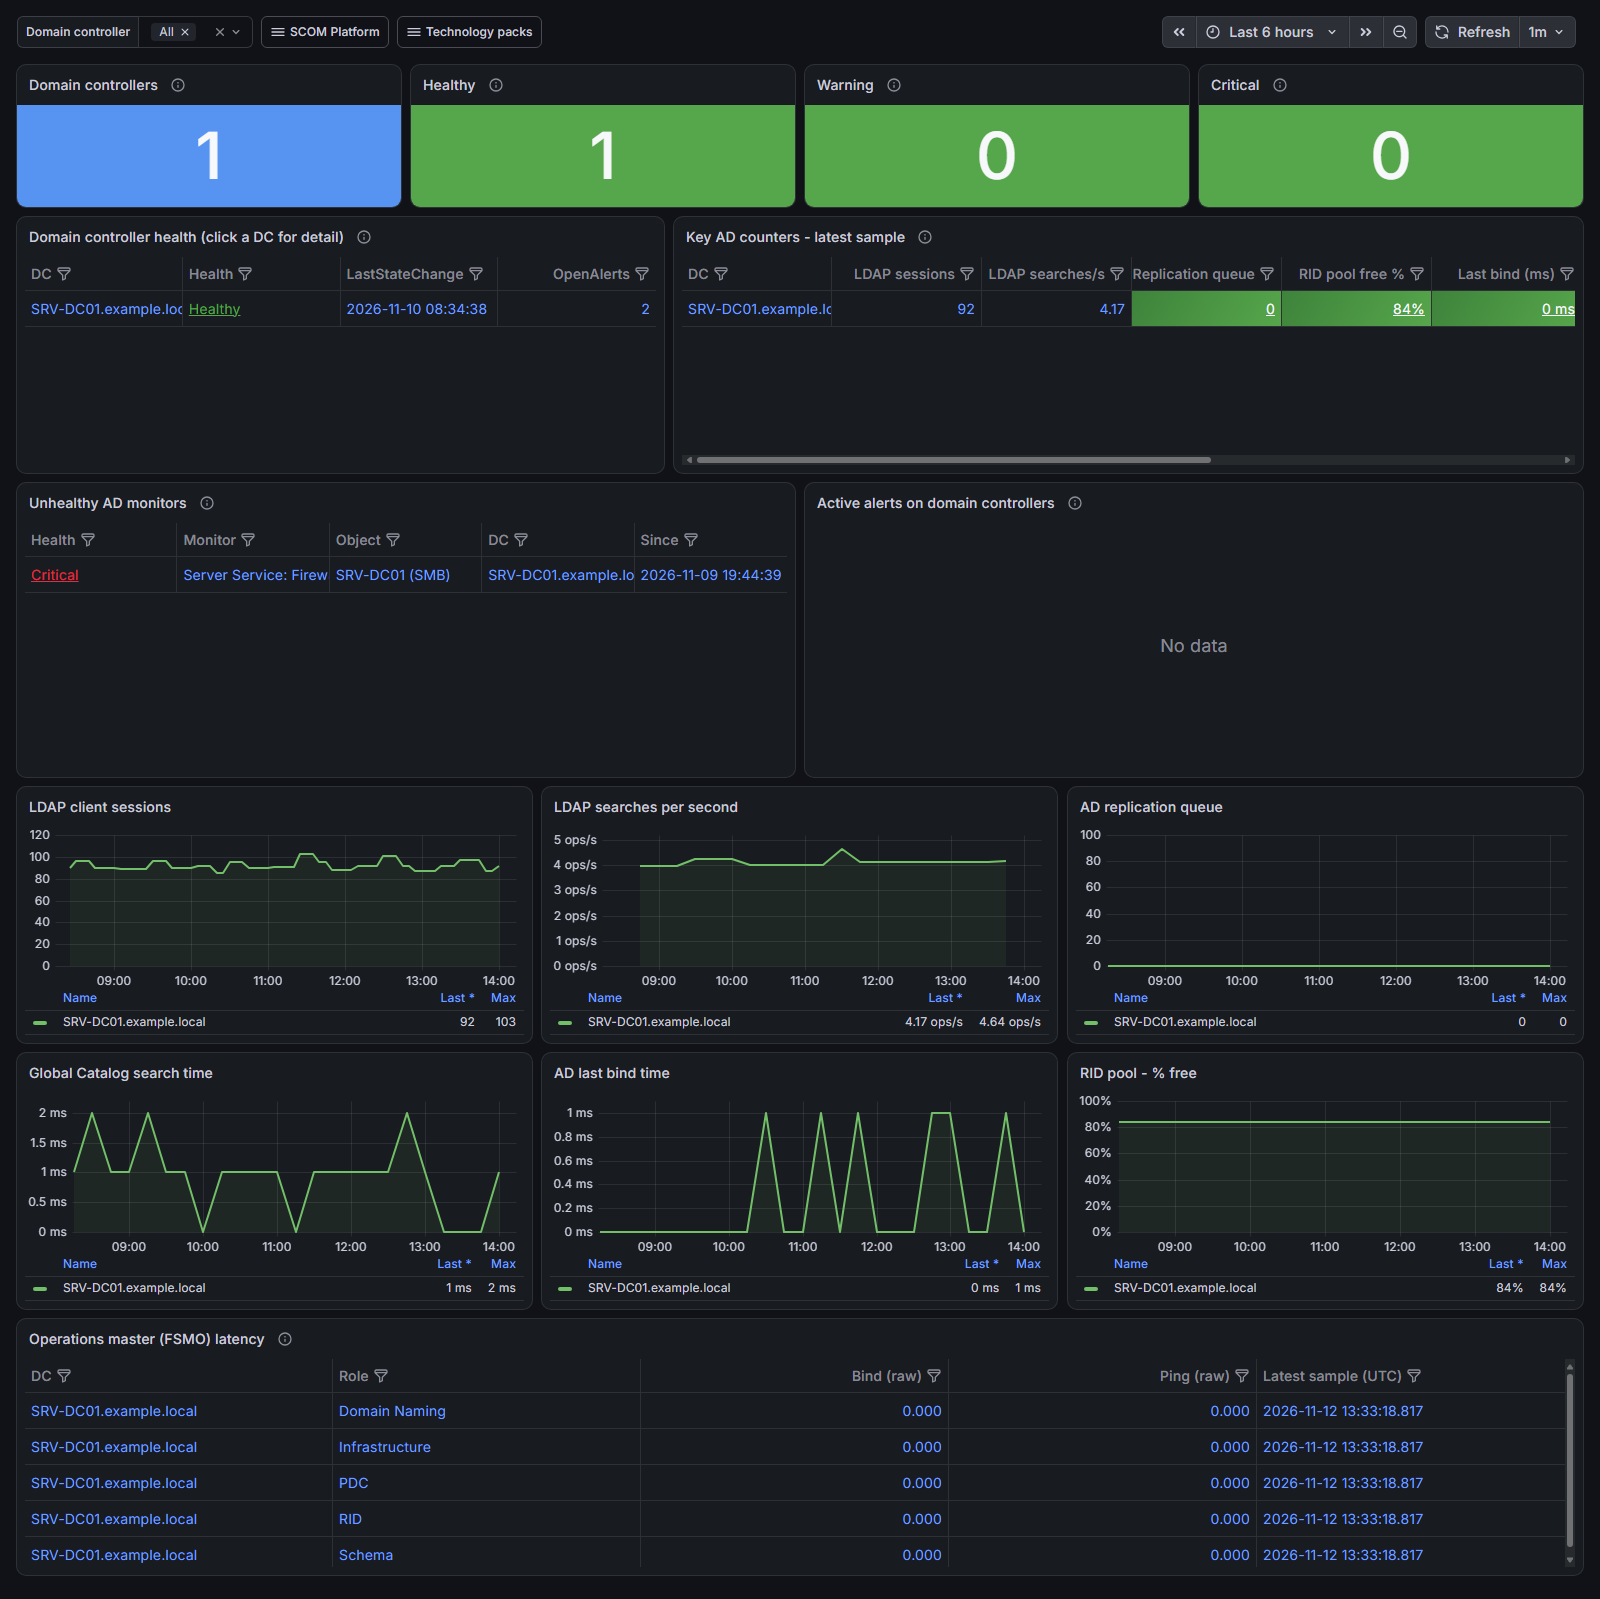 Domain controller All SCOM Platform Technology packs Last 6 hours Refresh 1m
Domain controllers
1
Healthy
1
Warning
0
Critical
0
Domain controller health (click a DC for detail)
DC Health LastStateChange OpenAlerts
SRV-DC01.example.loc Healthy 2026-11-10 08:34:38 2
Key AD counters - latest sample
DC LDAP sessions LDAP searches/s Replication queue RID pool free % Last bind (ms)
SRV-DC01.example.lo 92 4.17 0 84% 0 ms
Unhealthy AD monitors
Health Monitor Object DC Since
Critical Server Service: Firew SRV-DC01 (SMB) SRV-DC01.example.lo 2026-11-09 19:44:39
Active alerts on domain controllers
No data
LDAP client sessions
120
100
80
60
40
20
0
09:00 10:00 11:00 12:00 13:00 14:00
Name Last * Max
SRV-DC01.example.local 92 103
LDAP searches per second
5 ops/s
4 ops/s
3 ops/s
2 ops/s
1 ops/s
0 ops/s
09:00 10:00 11:00 12:00 13:00 14:00
Name Last * Max
SRV-DC01.example.local 4.17 ops/s 4.64 ops/s
AD replication queue
100
80
60
40
20
0
09:00 10:00 11:00 12:00 13:00 14:00
Name Last * Max
SRV-DC01.example.local 0 0
Global Catalog search time
2 ms
1.5 ms
1 ms
0.5 ms
0 ms
09:00 10:00 11:00 12:00 13:00 14:00
Name Last * Max
SRV-DC01.example.local 1 ms 2 ms
AD last bind time
1 ms
0.8 ms
0.6 ms
0.4 ms
0.2 ms
0 ms
09:00 10:00 11:00 12:00 13:00 14:00
Name Last * Max
SRV-DC01.example.local 0 ms 1 ms
RID pool - % free
100%
80%
60%
40%
20%
0%
09:00 10:00 11:00 12:00 13:00 14:00
Name Last * Max
SRV-DC01.example.local 84% 84%
Operations master (FSMO) latency
DC Role Bind (raw) Ping (raw) Latest sample (UTC)
SRV-DC01.example.local Domain Naming 0.000 0.000 2026-11-12 13:33:18.817
SRV-DC01.example.local Infrastructure 0.000 0.000 2026-11-12 13:33:18.817
SRV-DC01.example.local PDC 0.000 0.000 2026-11-12 13:33:18.817
SRV-DC01.example.local RID 0.000 0.000 2026-11-12 13:33:18.817
SRV-DC01.example.local Schema 0.000 0.000 2026-11-12 13:33:18.817